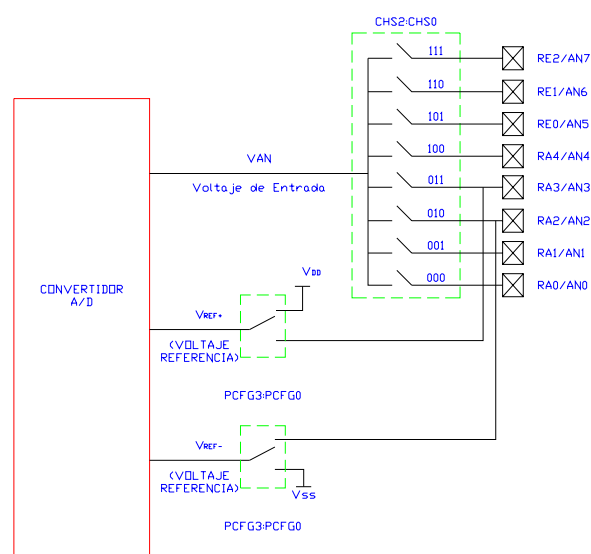 CHS2:CHS0
111
RE2/AN7
110
RE1/AN6
101
RE0/AN5
100
RA4/AN4
VAN
011
RA3/AN3
Voltaje de Entrada
010
RA2/AN2
001
RA1/AN1
000
RA0/AN0
CONVERTIDOR
A/D
VDD
VREF+
(VOLTAJE
REFERENCIA)
PCFG3:PCFG0
VREF-
(VOLTAJE
REFERENCIA)
VSS
PCFG3:PCFG0